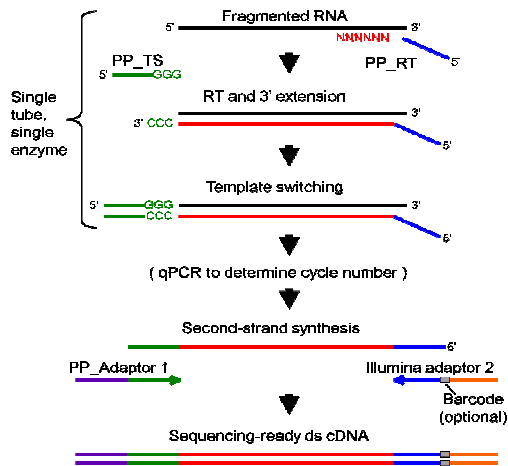 Fragmented RNA
5' 3'
NNNNNN
PP_TS PP_RT
5' GGG 5'
Single
tube,
single
enzyme
RT and 3' extension
3'
3' CCC
5'
Template switching
5' GGG 3'
CCC
5'
( qPCR to determine cycle number )
Second-strand synthesis
5'
PP_Adaptor 1 Illumina adaptor 2
Barcode
(optional)
Sequencing-ready ds cDNA